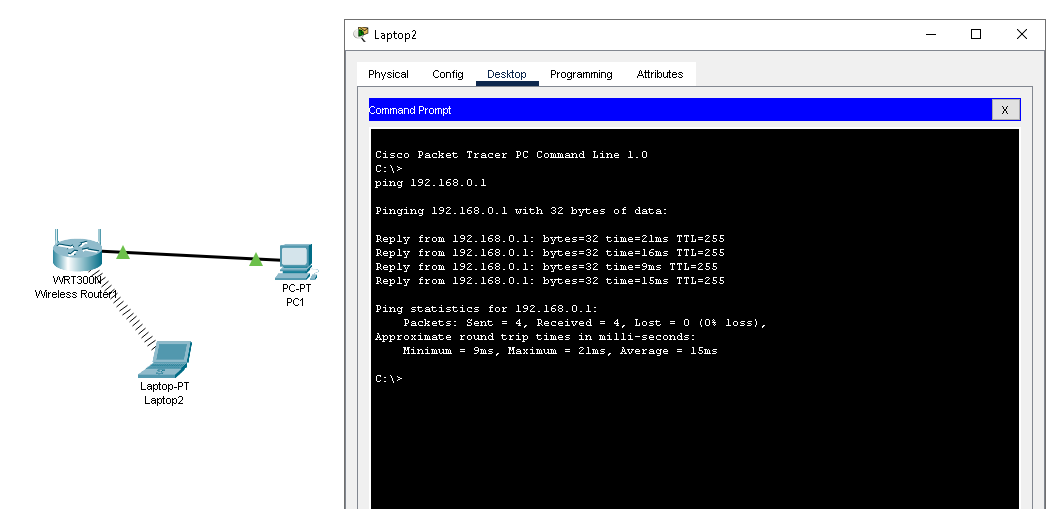 Laptop2
Physical Config Desktop Programming Attributes
Command Prompt
X
Cisco Packet Tracer PC Command Line 1.0
C:\>
ping 192.168.0.1
Pinging 192.168.0.1 with 32 bytes of data:
Reply from 192.168.0.1: bytes=32 time=21ms TTL=255
Reply from 192.168.0.1: bytes=32 time=16ms TTL=255
Reply from 192.168.0.1: bytes=32 time=9ms TTL=255
Reply from 192.168.0.1: bytes=32 time=15ms TTL=255
Ping statistics for 192.168.0.1:
Packets: Sent = 4, Received = 4, Lost = 0 (0% loss),
Approximate round trip times in milli-seconds:
Minimum = 9ms, Maximum = 21ms, Average = 15ms
C:\>
WRT300N
Wireless Router1
PC-PT
PC1
Laptop-PT
Laptop2